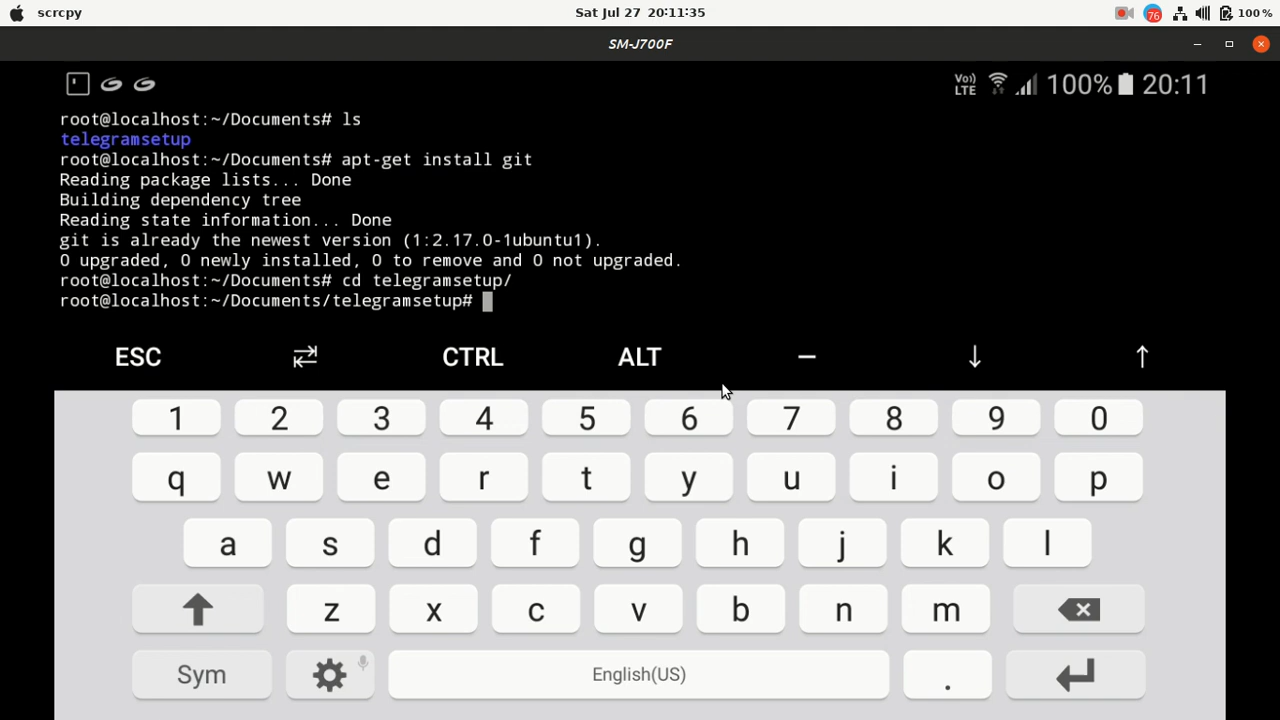 scrcpy Sat Jul 27 20:11:35 76 100%
SM-J700F
Vo)) LTE 100% 20:11
root@localhost:~/Documents# ls
telegramsetup
root@localhost:~/Documents# apt-get install git
Reading package lists... Done
Building dependency tree
Reading state information... Done
git is already the newest version (1:2.17.0-1ubuntu1).
0 upgraded, 0 newly installed, 0 to remove and 0 not upgraded.
root@localhost:~/Documents# cd telegramsetup/
root@localhost:~/Documents/telegramsetup#
ESC CTRL ALT – ↓ ↑
1 2 3 4 5 6 7 8 9 0
q w e r t y u i o p
a s d f g h j k l
z x c v b n m
Sym English(US) .